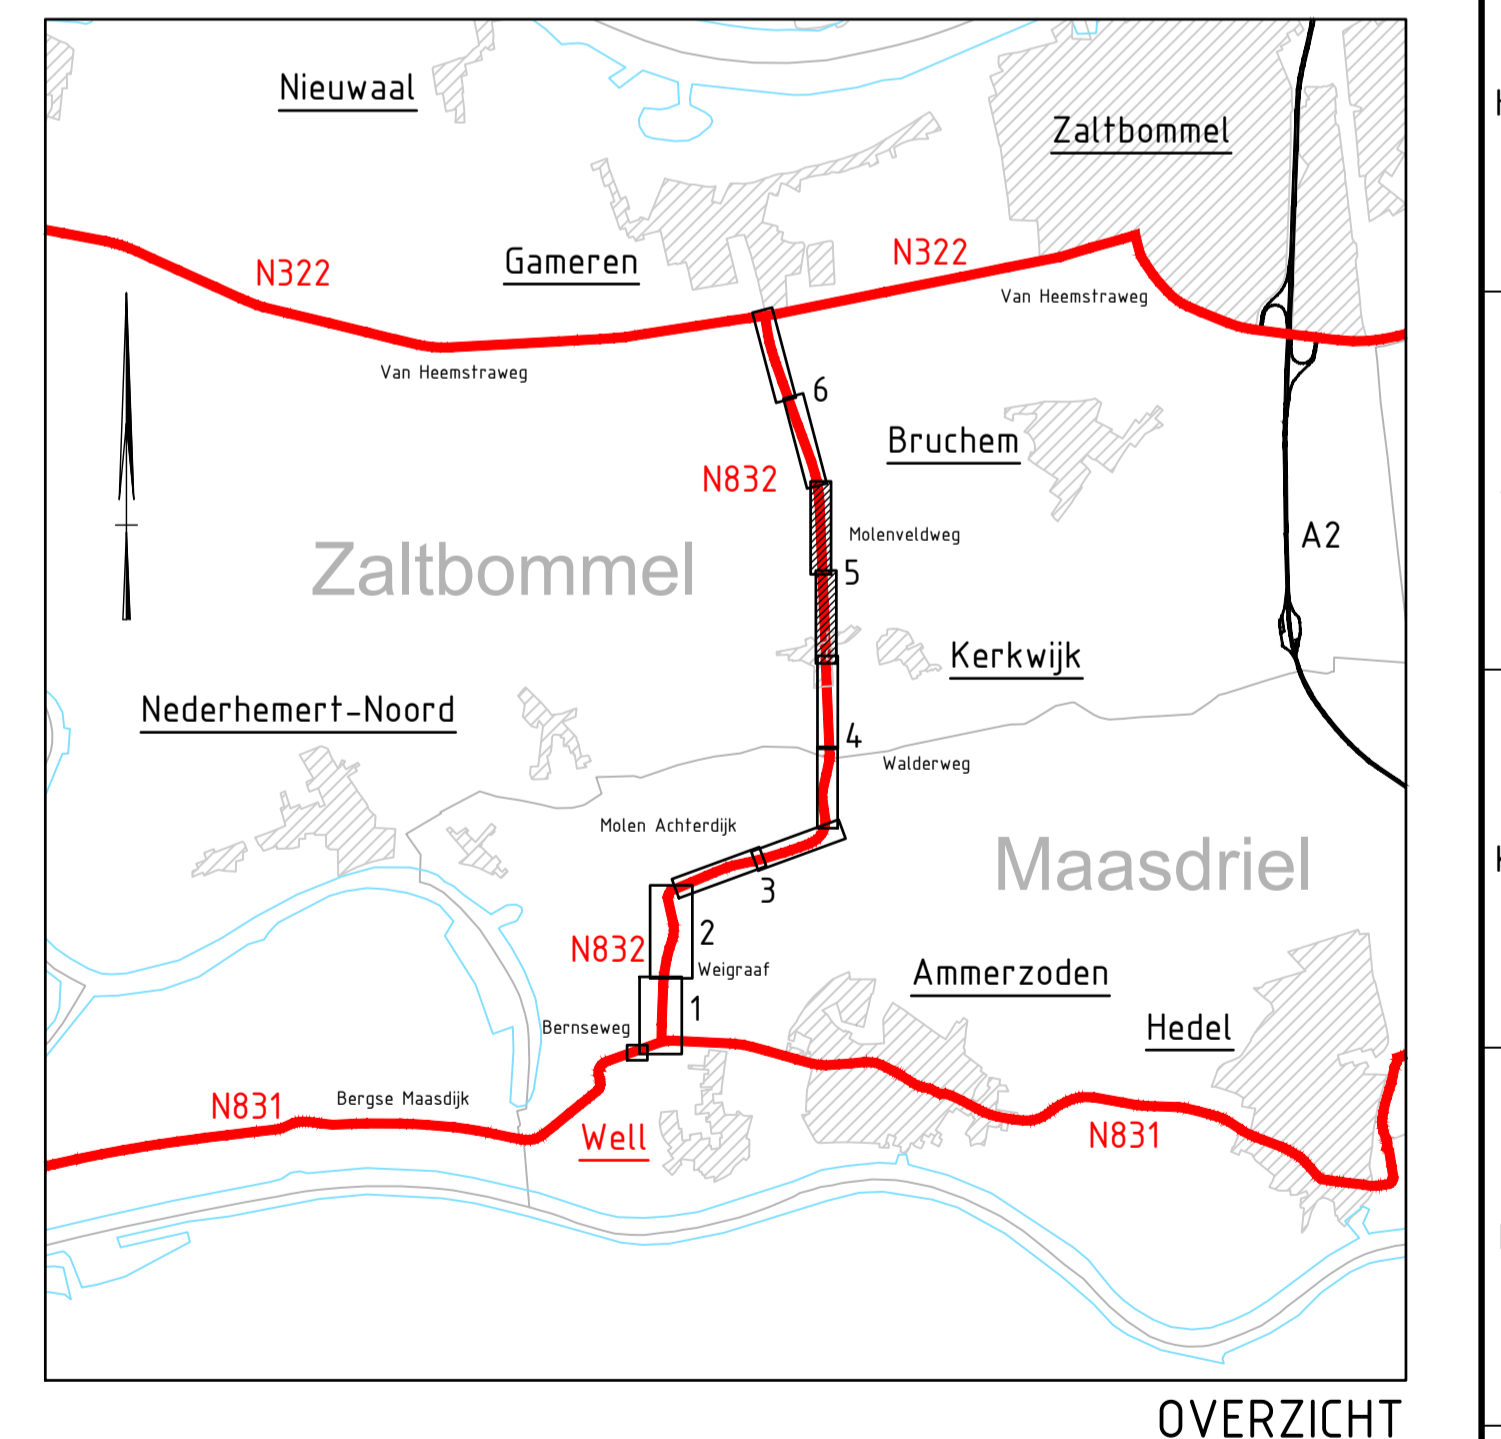 Nieuwaal
Zaltbommel
N322
Gameren
N322
Van Heemstraweg
Van Heemstraweg
6
Bruchem
N832
Molenveldweg
A2
Zaltbommel
5
Kerkwijk
Nederhemert-Noord
4
Walderweg
Molen Achterdijk
Maasdriel
3
2
N832
Weigraaf
Ammerzoden
1
Bernseweg
Hedel
N831
Bergse Maasdijk
Well
N831
OVERZICHT